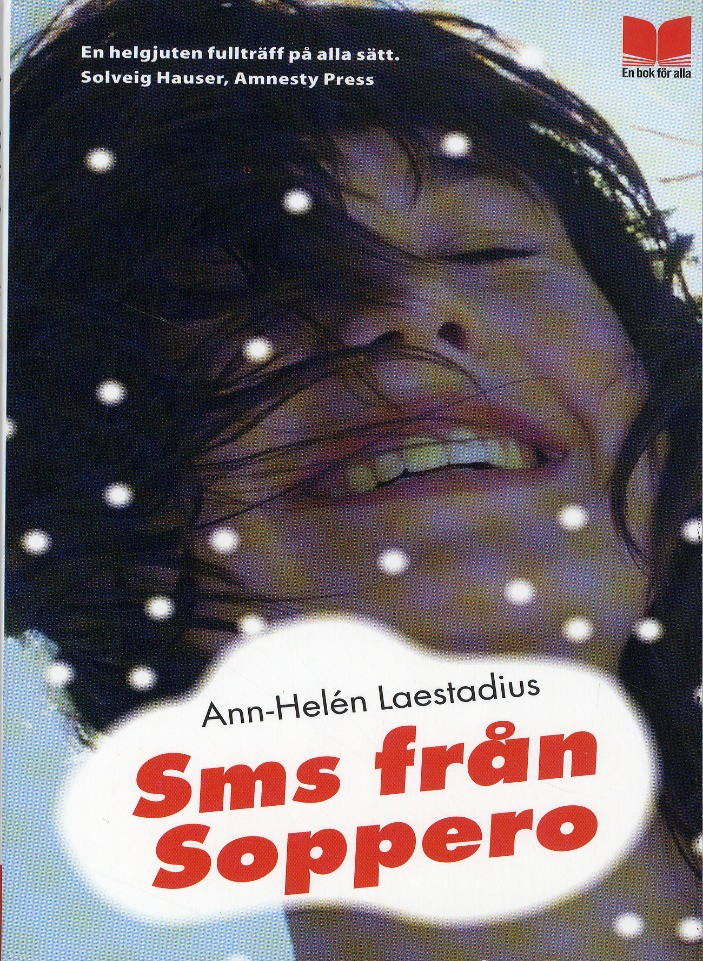 En helgjuten fullträff på alla sätt.
Solveig Hauser, Amnesty Press
En bok för alla
Ann-Helén Laestadius
Sms från
Soppero